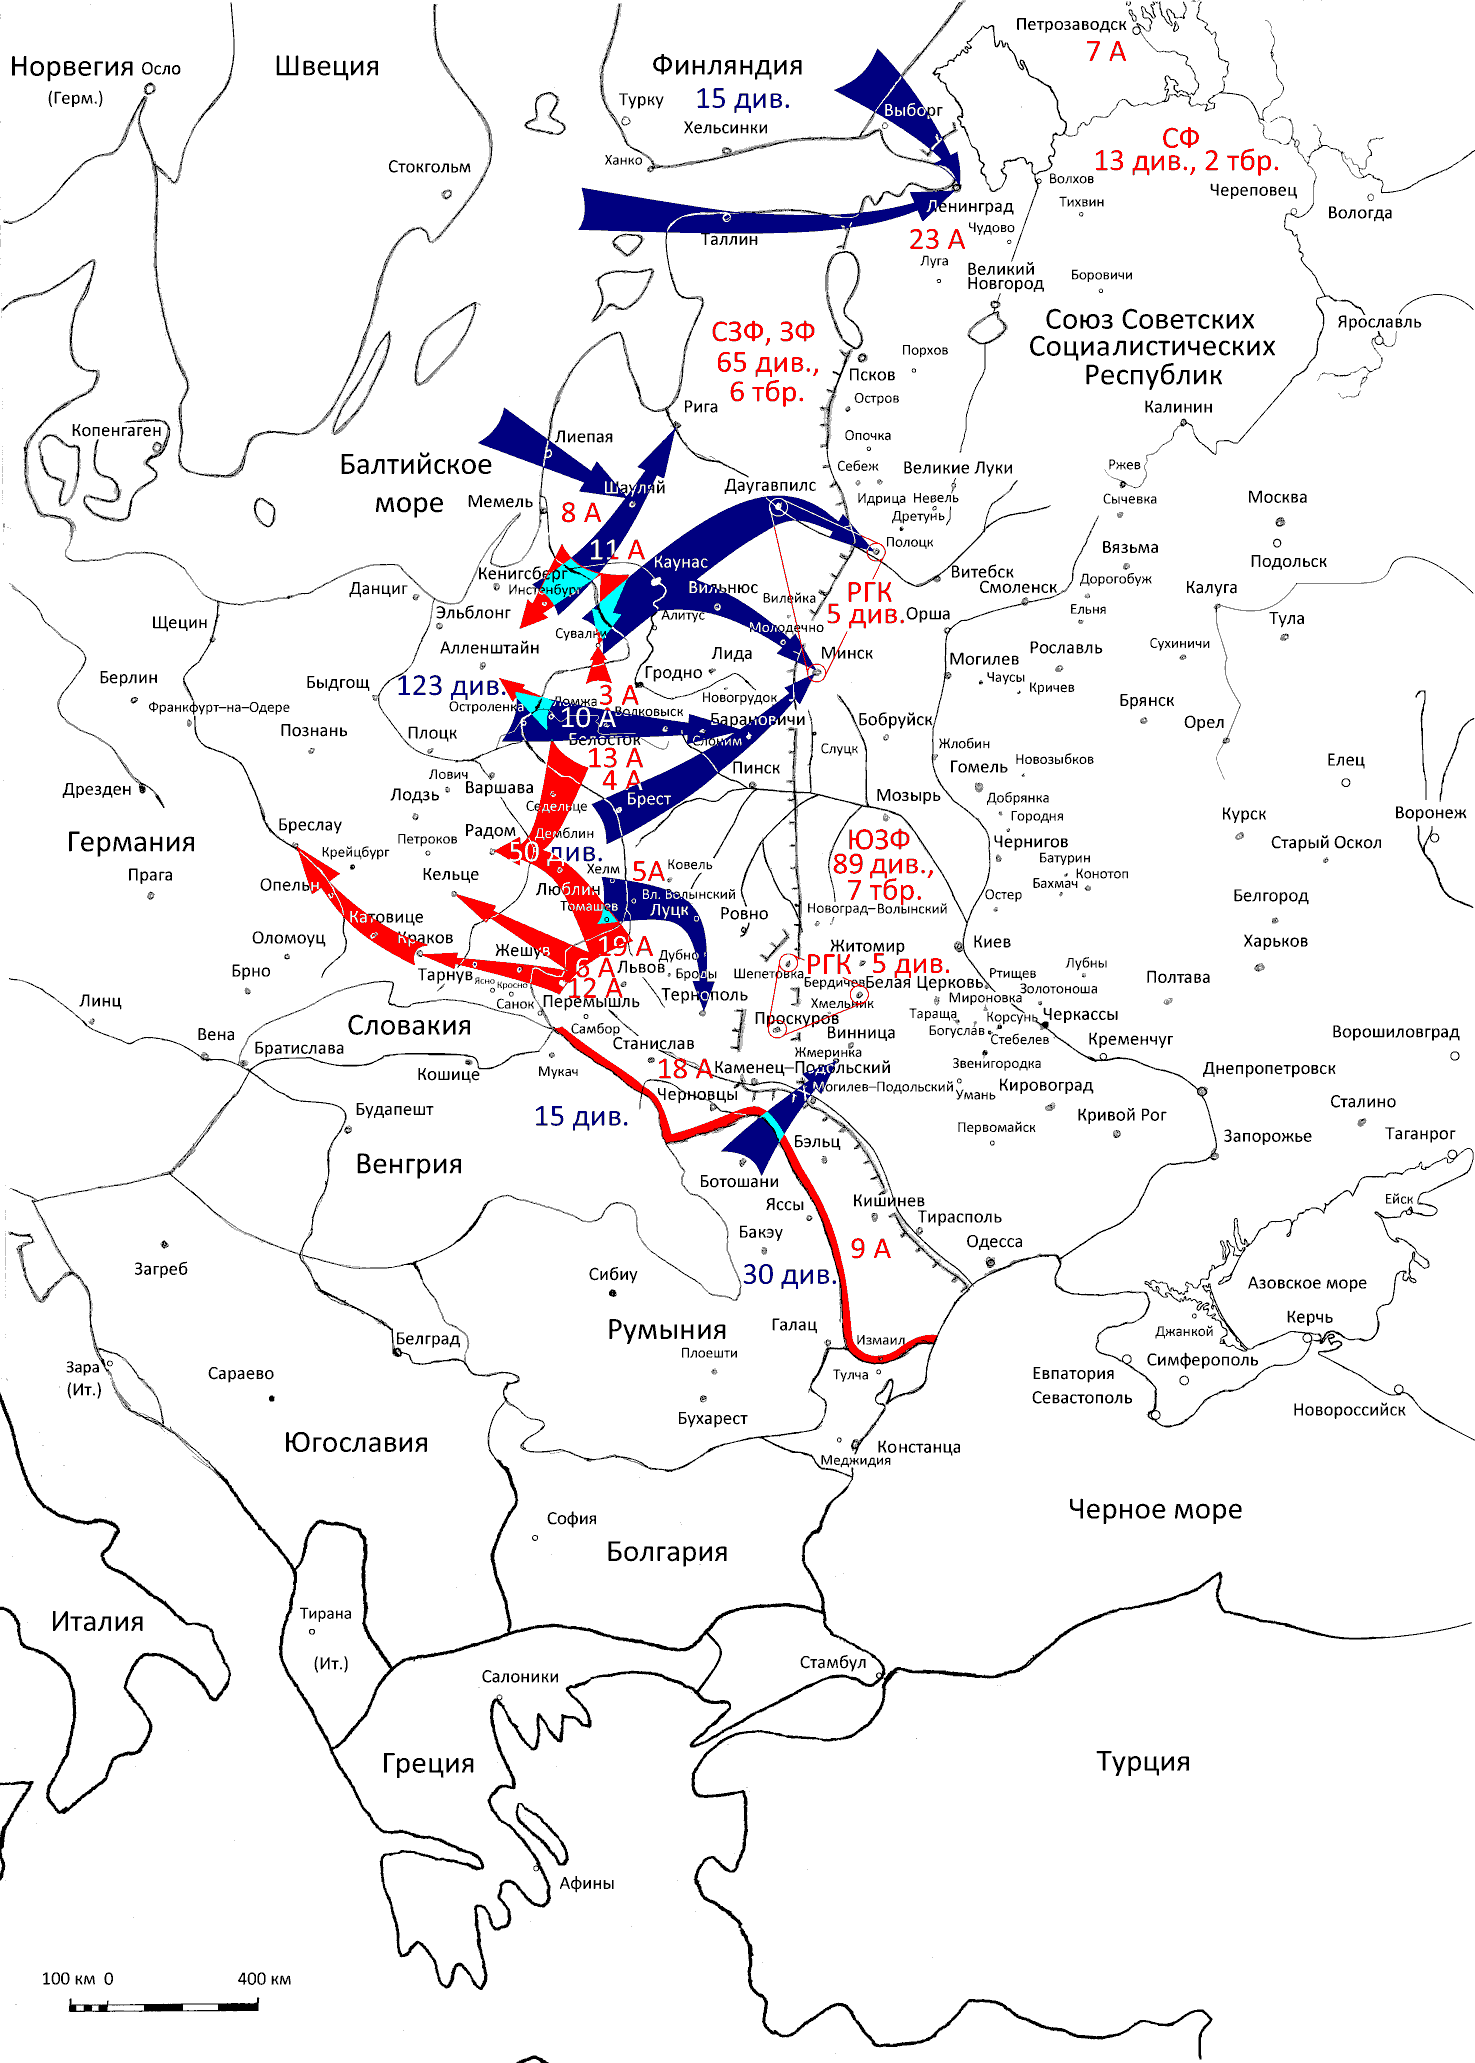 Петрозаводск
7 А
Норвегия
Осло
(Герм.)
Швеция
Финляндия
15 див.
Турку
Хельсинки
Выборг
Ханко
Стокгольм
СФ
13 див., 2 тбр.
Волхов
Тихвин
Череповец
Вологда
Ленинград
23 А
Чудово
Таллин
Луга
Великий
Новгород
Боровичи
СЗФ, ЗФ
65 див.,
6 тбр.
Союз Советских
Социалистических
Республик
Ярославль
Порхов
Псков
Остров
Рига
Калинин
Копенгаген
Лиепая
Опочка
Балтийское
море
Себеж
Великие Луки
Ржев
Мемель
Шауляй
Даугавпилс
Идрица
Невель
Сычевка
Москва
8 А
Дретунь
Полоцк
11 А
Каунас
Вязьма
Подольск
Данциг
Кенигсберг
Инстенбург
Вильнюс
Вилейка
РГК
5 див.
Витебск
Смоленск
Дорогобуж
Калуга
Щецин
Эльблонг
Алитус
Орша
Ельня
Тула
Сувалки
Молодечно
Алленштайн
Лида
Минск
Могилев
Рославль
Сухиничи
Берлин
Быдгощ
123 див.
3 А
Гродно
Новогрудок
Чаусы
Кричев
Франкфурт-на-Одере
Остроленка
Ломжа
10 А
Волковыск
Барановичи
Бобруйск
Брянск
Орел
Познань
Плоцк
Белосток
Слоним
Слуцк
Жлобин
13 А
4 А
Лович
Варшава
Пинск
Гомель
Новозыбков
Елец
Дрезден
Лодзь
Седельце
Брест
Мозырь
Добрянка
Городня
Германия
Бреслау
Петроков
Радом
Демблин
50 див.
ЮЗФ
89 див.,
7 тбр.
Чернигов
Курск
Старый Оскол
Воронеж
Крейцбург
Батурин
Конотоп
Бахмач
Прага
Опельн
Кельце
Хелм
5А
Ковель
Люблин
Вл. Волынский
Остер
Белгород
Томашев
Луцк
Ровно
Новоград-Волынский
Катовице
Оломоуц
Краков
Жешув
19 А
Дубно
Житомир
Киев
Харьков
Брно
Тарнув
Ясно
Кросно
6 А
Львов
Броды
Шепетовка
РГК 5 див.
Бердичев
Белая Церковь
Ртищев
Лубны
Полтава
Линц
Санок
12 А
Перемышль
Тернополь
Хмельник
Мироновка
Золотоноша
Словакия
Самбор
Проскуров
Тараща
Корсунь
Черкассы
Ворошиловград
Вена
Братислава
Станислав
Винница
Богуслав
Стебелев
Кременчуг
Кошице
Мукач
18 А
Жмеринка
Каменец-Подольский
Звенигородка
Днепропетровск
Будапешт
15 див.
Черновцы
Могилев-Подольский
Умань
Кировоград
Кривой Рог
Сталино
Венгрия
Бэльц
Первомайск
Запорожье
Таганрог
Ботошани
Яссы
Кишинев
Ейск
Бакэу
9 А
Тирасполь
Одесса
Загреб
Сибиу
30 див.
Азовское море
Румыния
Галац
Измаил
Керчь
Джанкой
Белград
Плоешти
Симферополь
Зара
(Ит.)
Сараево
Тулча
Евпатория
Севастополь
Новороссийск
Бухарест
Югославия
Констанца
Меджидия
Черное море
София
Болгария
Италия
Тирана
(Ит.)
Салоники
Стамбул
Греция
Турция
Афины
100 км 0
400 км